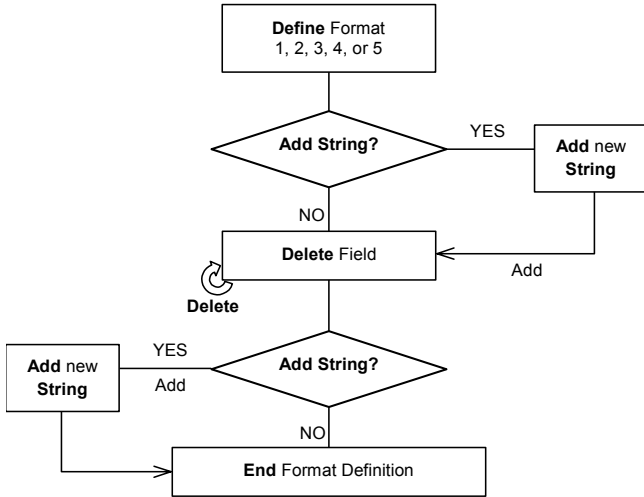 Define Format
1, 2, 3, 4, or 5
Add String?
YES
Add new
String
NO
Delete Field
Add
Delete
Add String?
YES
Add
Add new
String
NO
End Format Definition